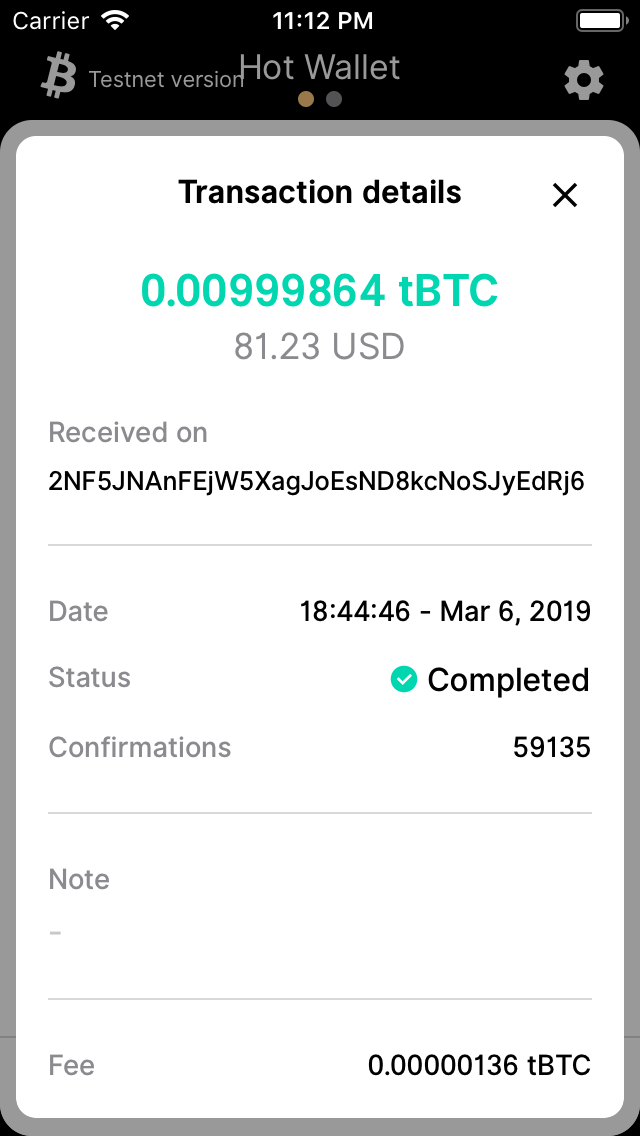 Carrier 11:12 PM
Testnet version Hot Wallet
Transaction details
0.00999864 tBTC
81.23 USD
Received on
2NF5JNAnFEjW5XagJoEsND8kcNoSJyEdRj6
Date 18:44:46 - Mar 6, 2019
Status Completed
Confirmations 59135
Note
-
Fee 0.00000136 tBTC